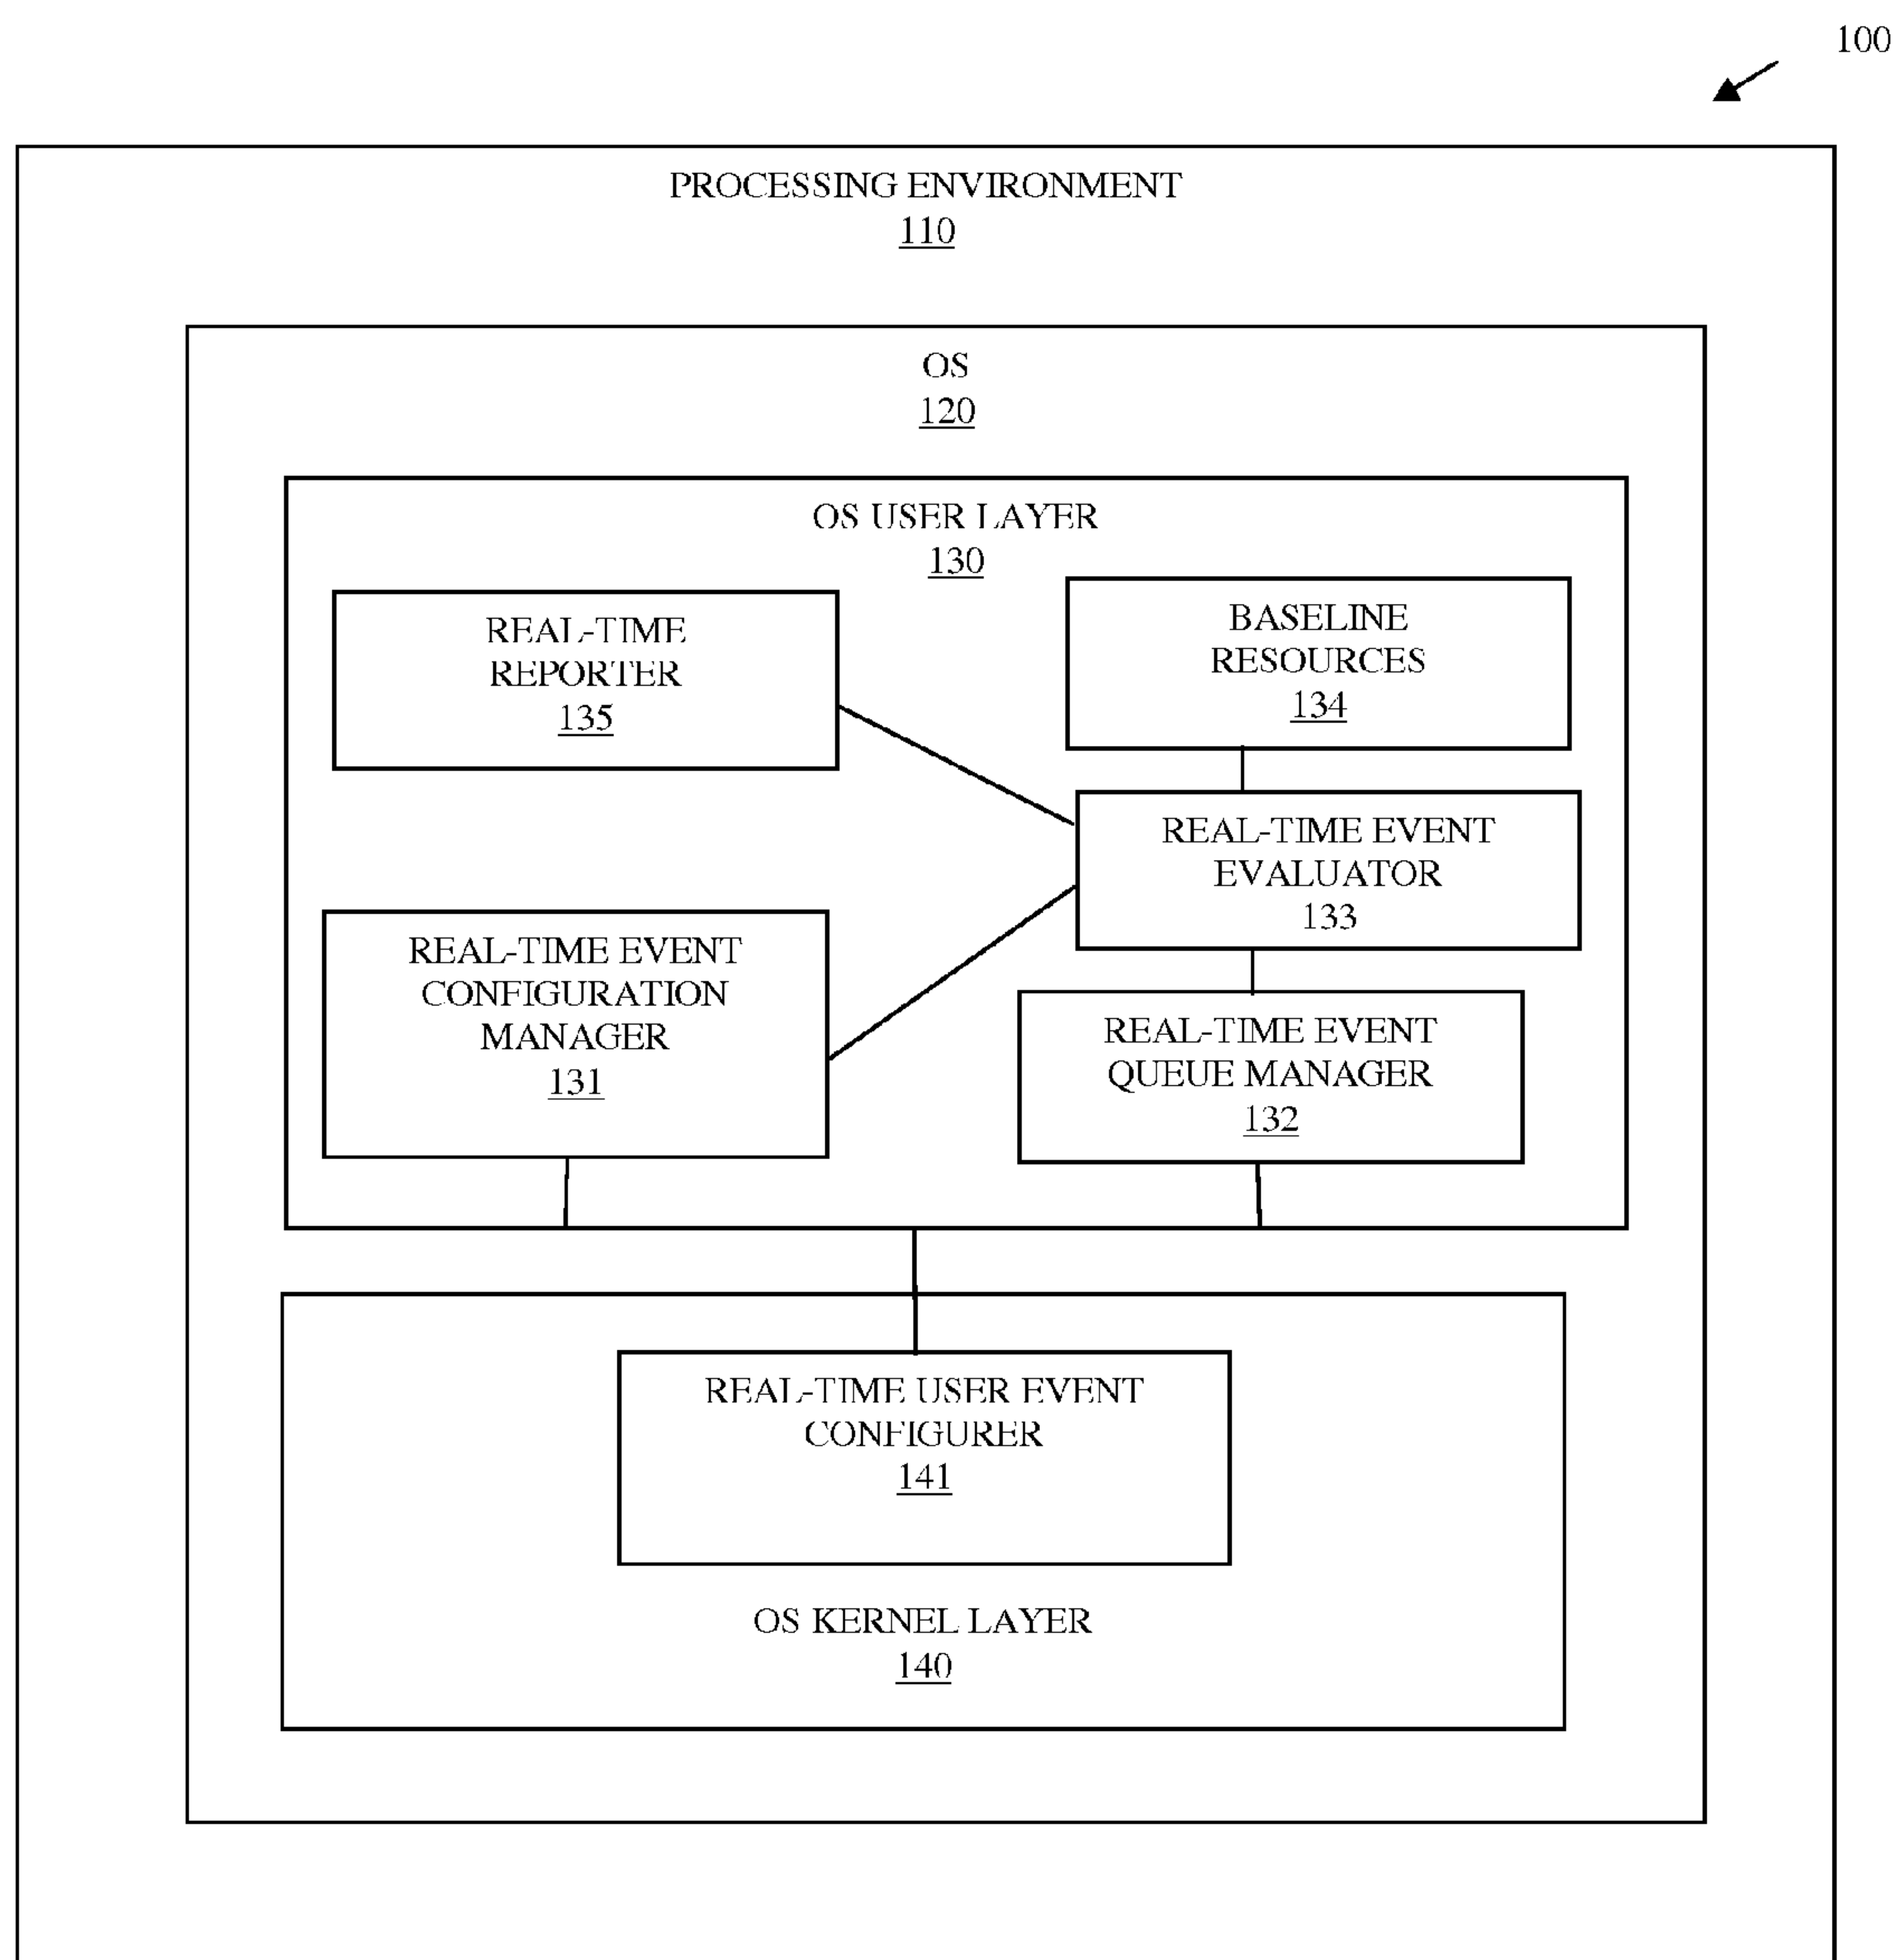 100
PROCESSING ENVIRONMENT
110
OS
120
OS USER LAYER
130
REAL-TIME
REPORTER
135
BASELINE
RESOURCES
134
REAL-TIME EVENT
EVALUATOR
133
REAL-TIME EVENT
CONFIGURATION
MANAGER
131
REAL-TIME EVENT
QUEUE MANAGER
132
REAL-TIME USER EVENT
CONFIGURER
141
OS KERNEL LAYER
140